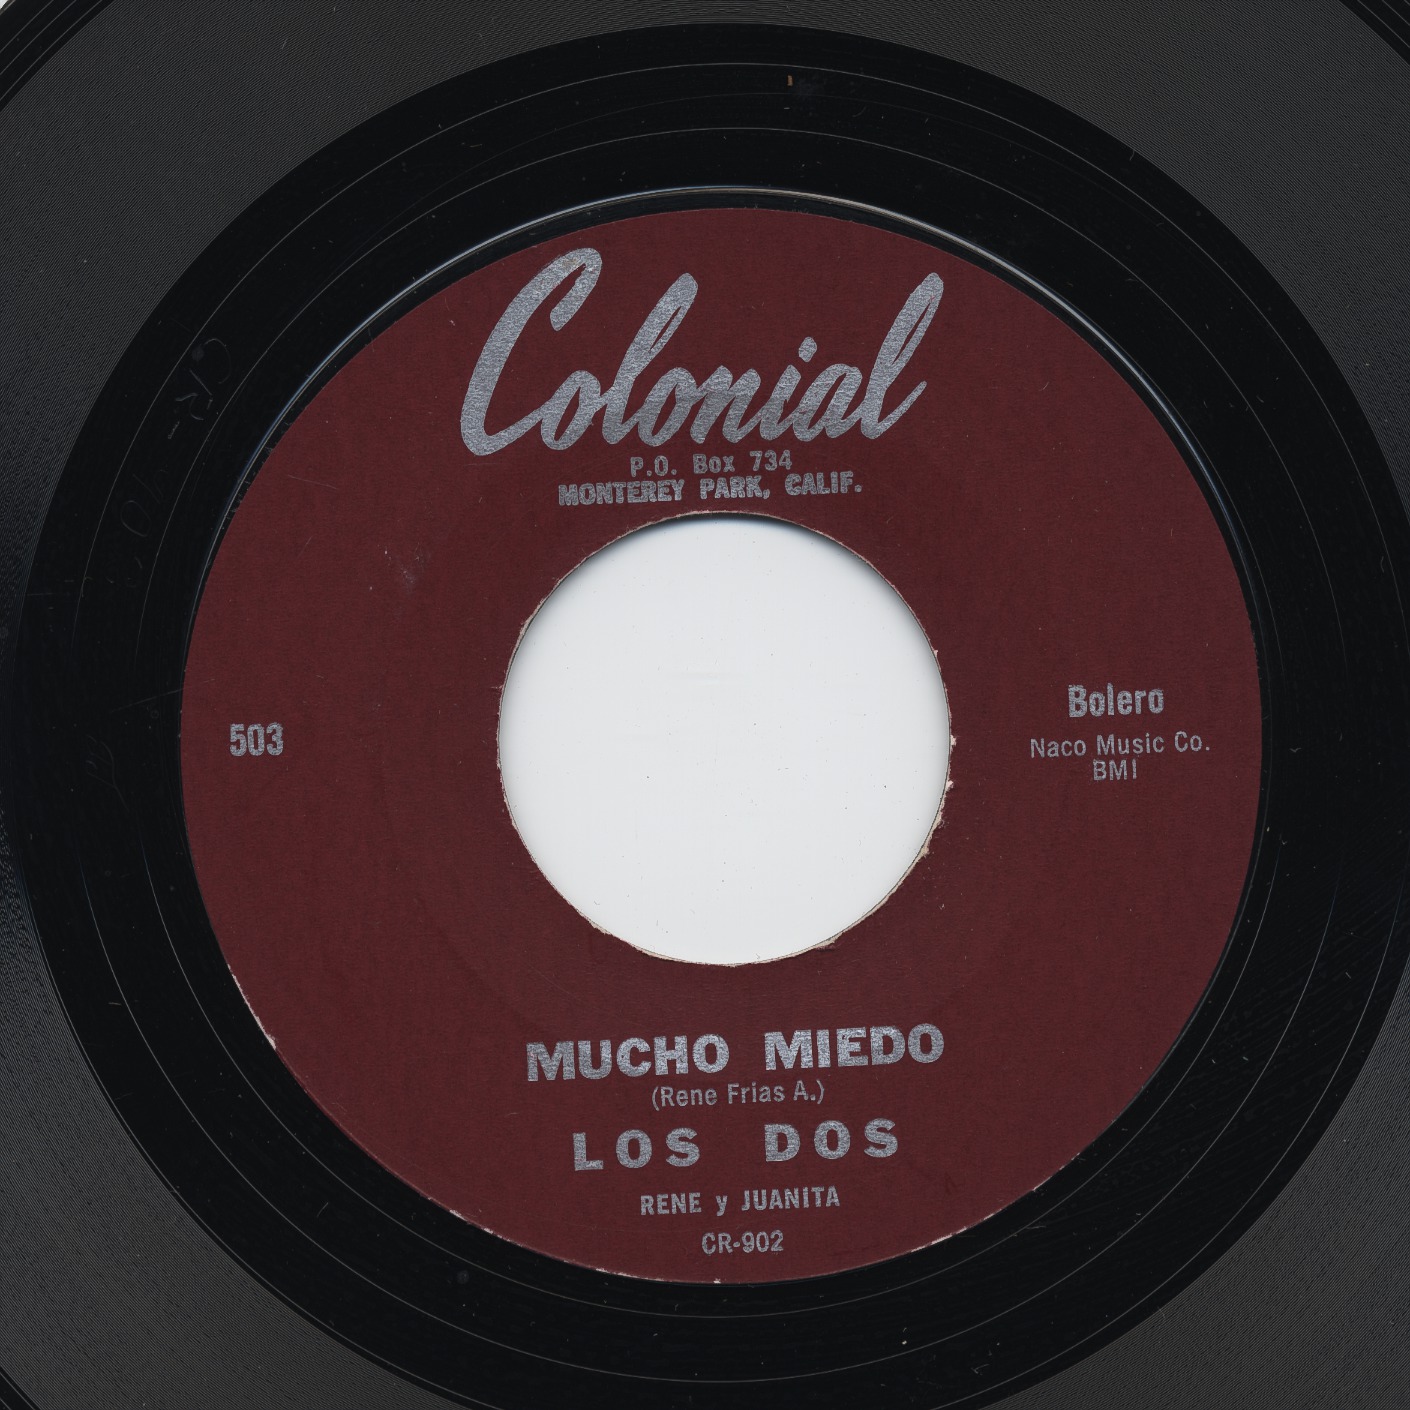 Colonial
P.O. Box 734
MONTEREY PARK, CALIF.
503
Bolero
Naco Music Co.
BMI
MUCHO MIEDO
(Rene Frias A.)
LOS DOS
RENE y JUANITA
CR-902